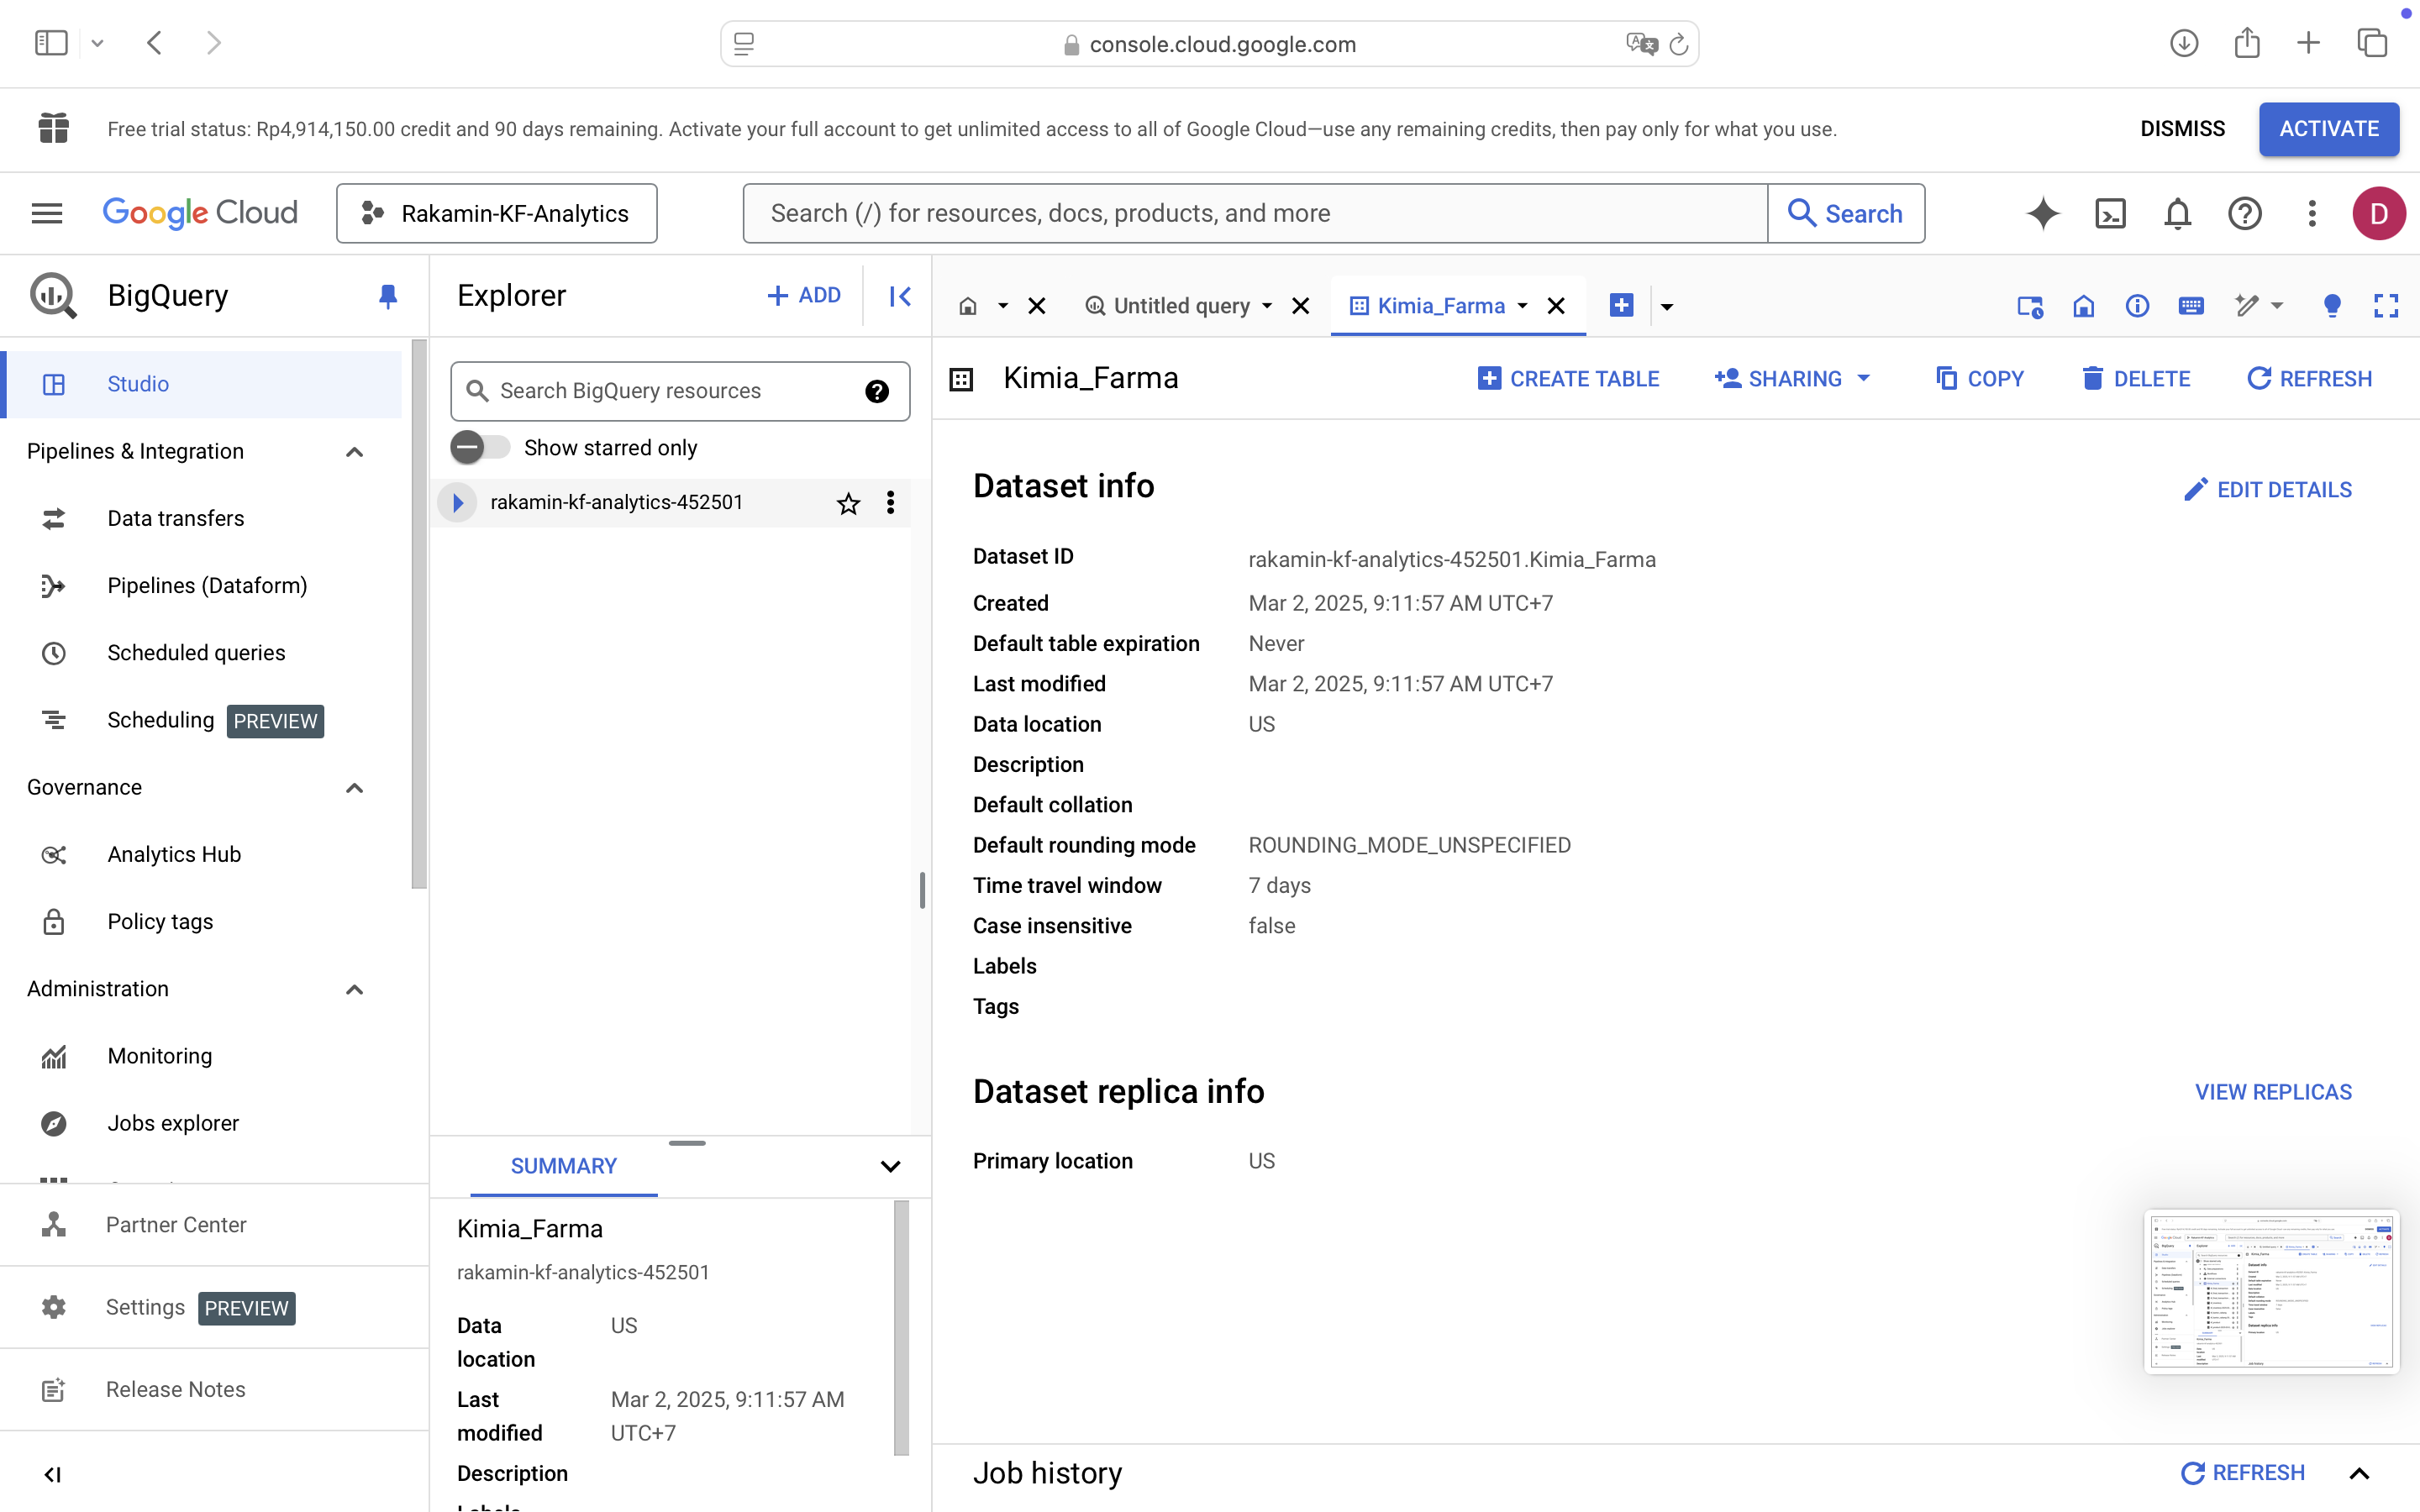 console.cloud.google.com
Free trial status: Rp4,914,150.00 credit and 90 days remaining. Activate your full account to get unlimited access to all of Google Cloud—use any remaining credits, then pay only for what you use.
DISMISS
ACTIVATE
Google Cloud
Rakamin-KF-Analytics
Search (/) for resources, docs, products, and more
Search
D
BigQuery
Studio
Pipelines & Integration
Data transfers
Pipelines (Dataform)
Scheduled queries
Scheduling PREVIEW
Governance
Analytics Hub
Policy tags
Administration
Monitoring
Jobs explorer
Partner Center
Settings PREVIEW
Release Notes
Explorer
ADD
Search BigQuery resources
Show starred only
rakamin-kf-analytics-452501
SUMMARY
Kimia_Farma
rakamin-kf-analytics-452501
Data location US
Last modified Mar 2, 2025, 9:11:57 AM UTC+7
Description
Labels
Untitled query
Kimia_Farma
Kimia_Farma
CREATE TABLE
SHARING
COPY
DELETE
REFRESH
Dataset info
EDIT DETAILS
Dataset ID rakamin-kf-analytics-452501.Kimia_Farma
Created Mar 2, 2025, 9:11:57 AM UTC+7
Default table expiration Never
Last modified Mar 2, 2025, 9:11:57 AM UTC+7
Data location US
Description
Default collation
Default rounding mode ROUNDING_MODE_UNSPECIFIED
Time travel window 7 days
Case insensitive false
Labels
Tags
Dataset replica info
VIEW REPLICAS
Primary location US
Job history
REFRESH